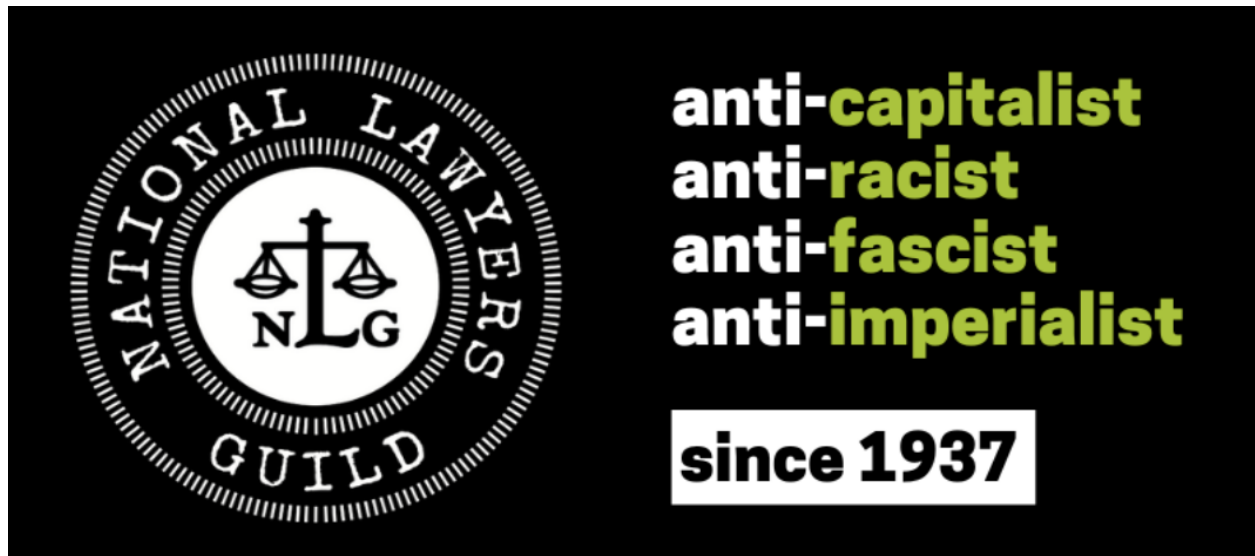 NATIONAL LAWYERS
GUILD
NLG
anti-capitalist
anti-racist
anti-fascist
anti-imperialist
since 1937